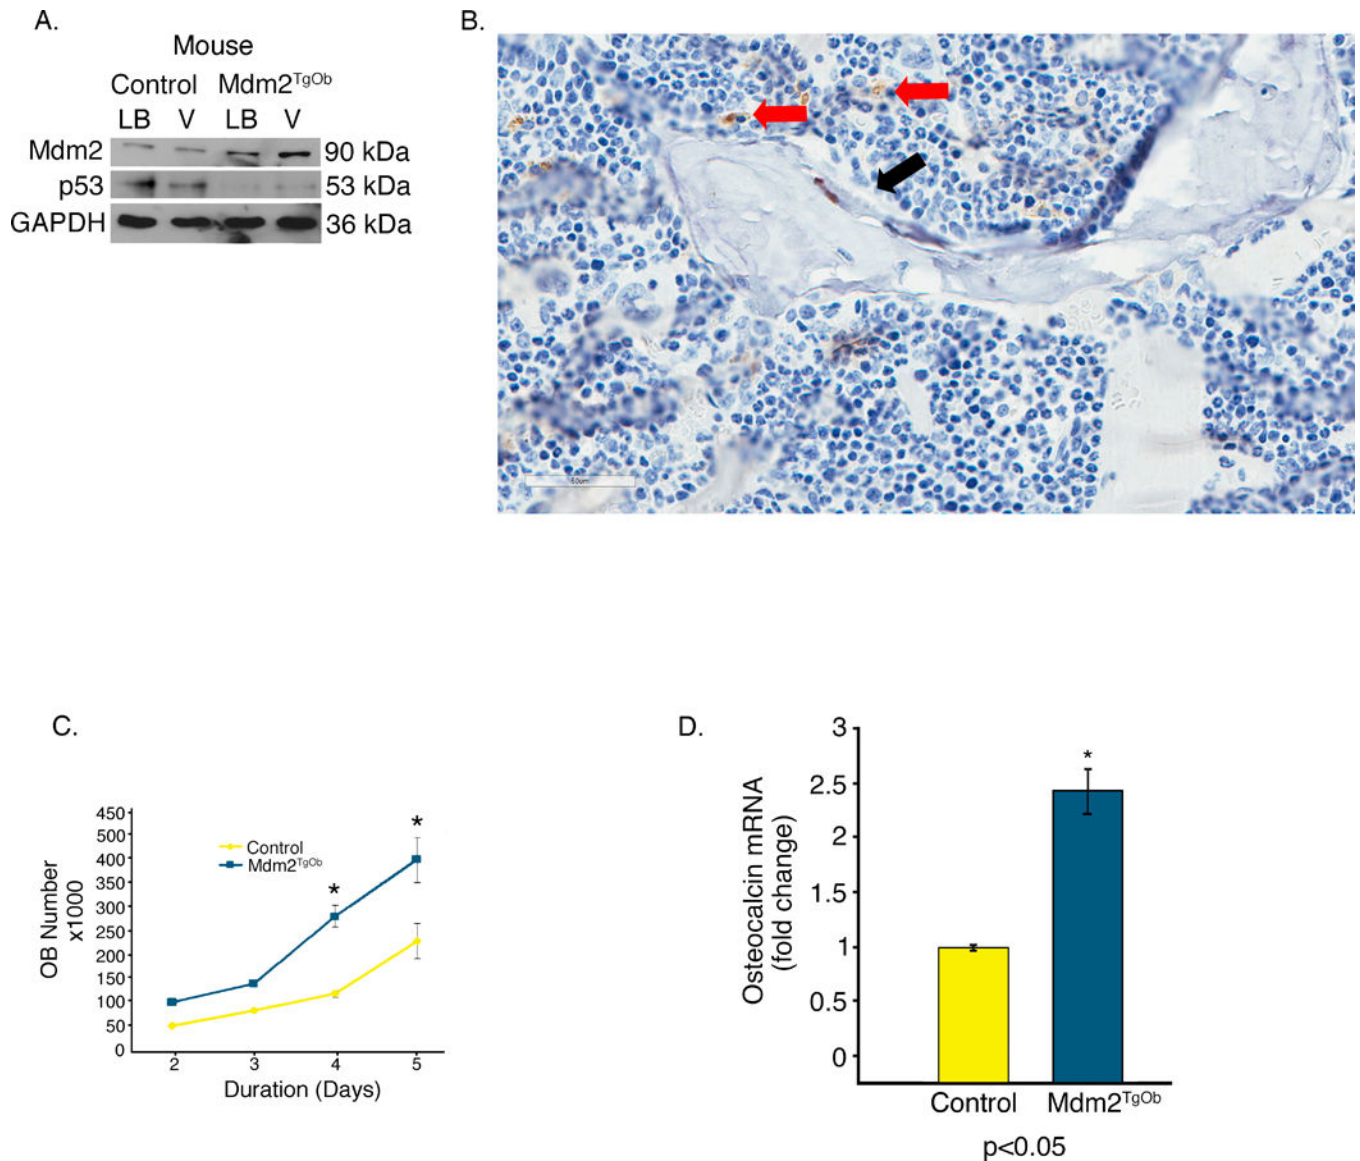 A.
Mouse
Control Mdm2TgOb
LB V LB V
Mdm2 90 kDa
p53 53 kDa
GAPDH 36 kDa
B.
50um
C.
450
500
400
350
300
250
200
150
100
50
0
OB Number
x1000
Control
Mdm2TgOb
*
*
2 3 4 5
Duration (Days)
D.
3
2.5
2
1.5
1
0.5
0
Osteocalcin mRNA
(fold change)
*
Control Mdm2TgOb
p<0.05